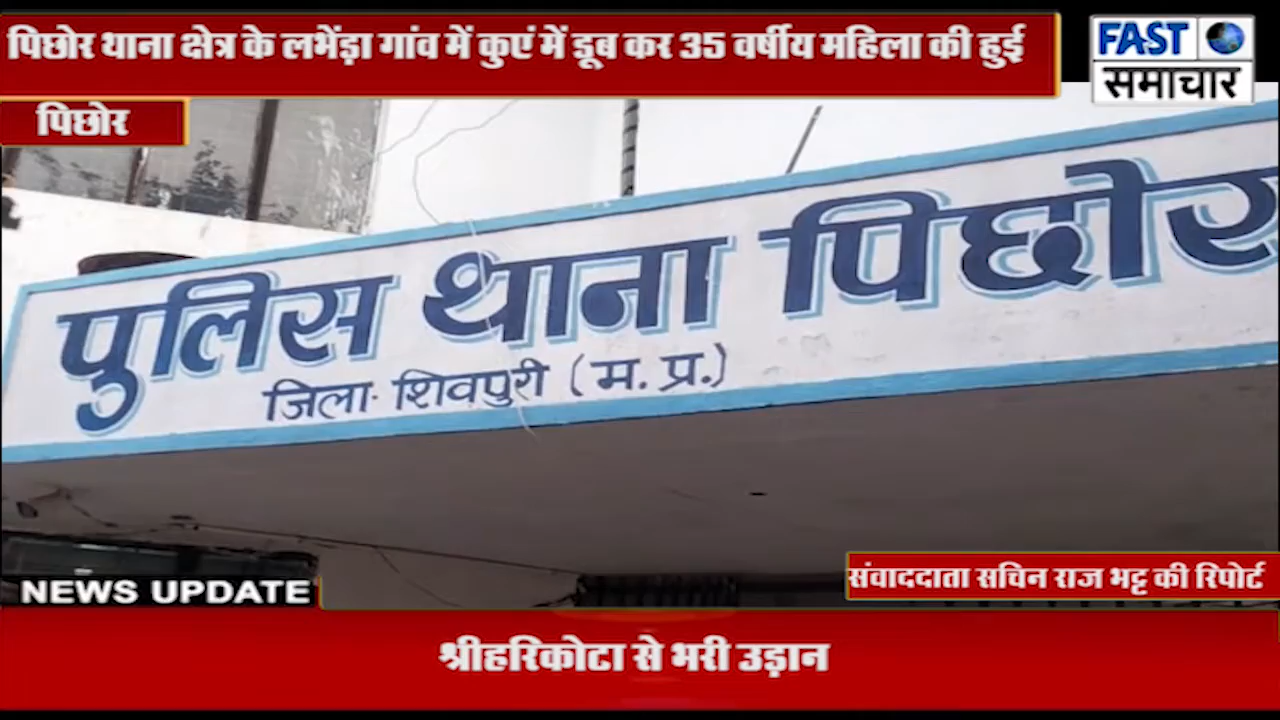 पिछोर थाना क्षेत्र के लभेंड़ा गांव में कुएं में डूब कर 35 वर्षीय महिला की हुई
FAST
समाचार
पिछोर
पुलिस थाना पिछोर
जिला- शिवपुरी (म. प्र.)
संवाददाता सचिन राज भट्ट की रिपोर्ट
NEWS UPDATE
श्रीहरिकोटा से भरी उड़ान